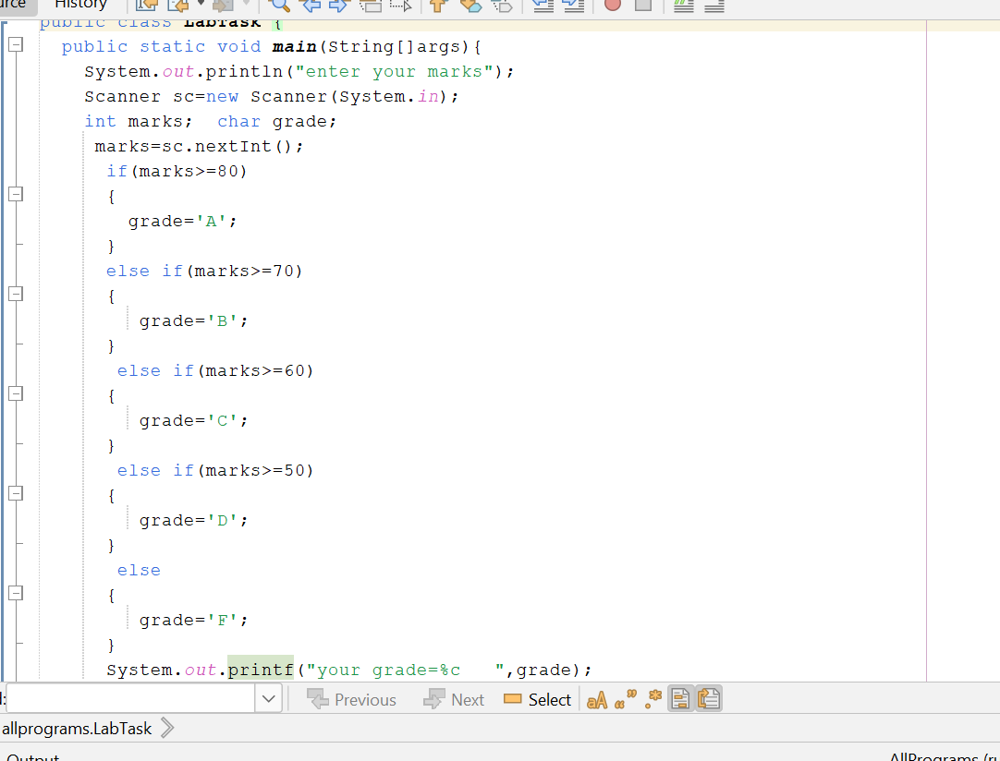 History
public class LabTask {
public static void main(String[]args){
System.out.println("enter your marks");
Scanner sc=new Scanner(System.in);
int marks;  char grade;
marks=sc.nextInt();
if(marks>=80)
{
grade='A';
}
else if(marks>=70)
{
grade='B';
}
else if(marks>=60)
{
grade='C';
}
else if(marks>=50)
{
grade='D';
}
else
{
grade='F';
}
System.out.printf("your grade=%c   ",grade);
Previous Next Select
allprograms.LabTask
Output AllPrograms